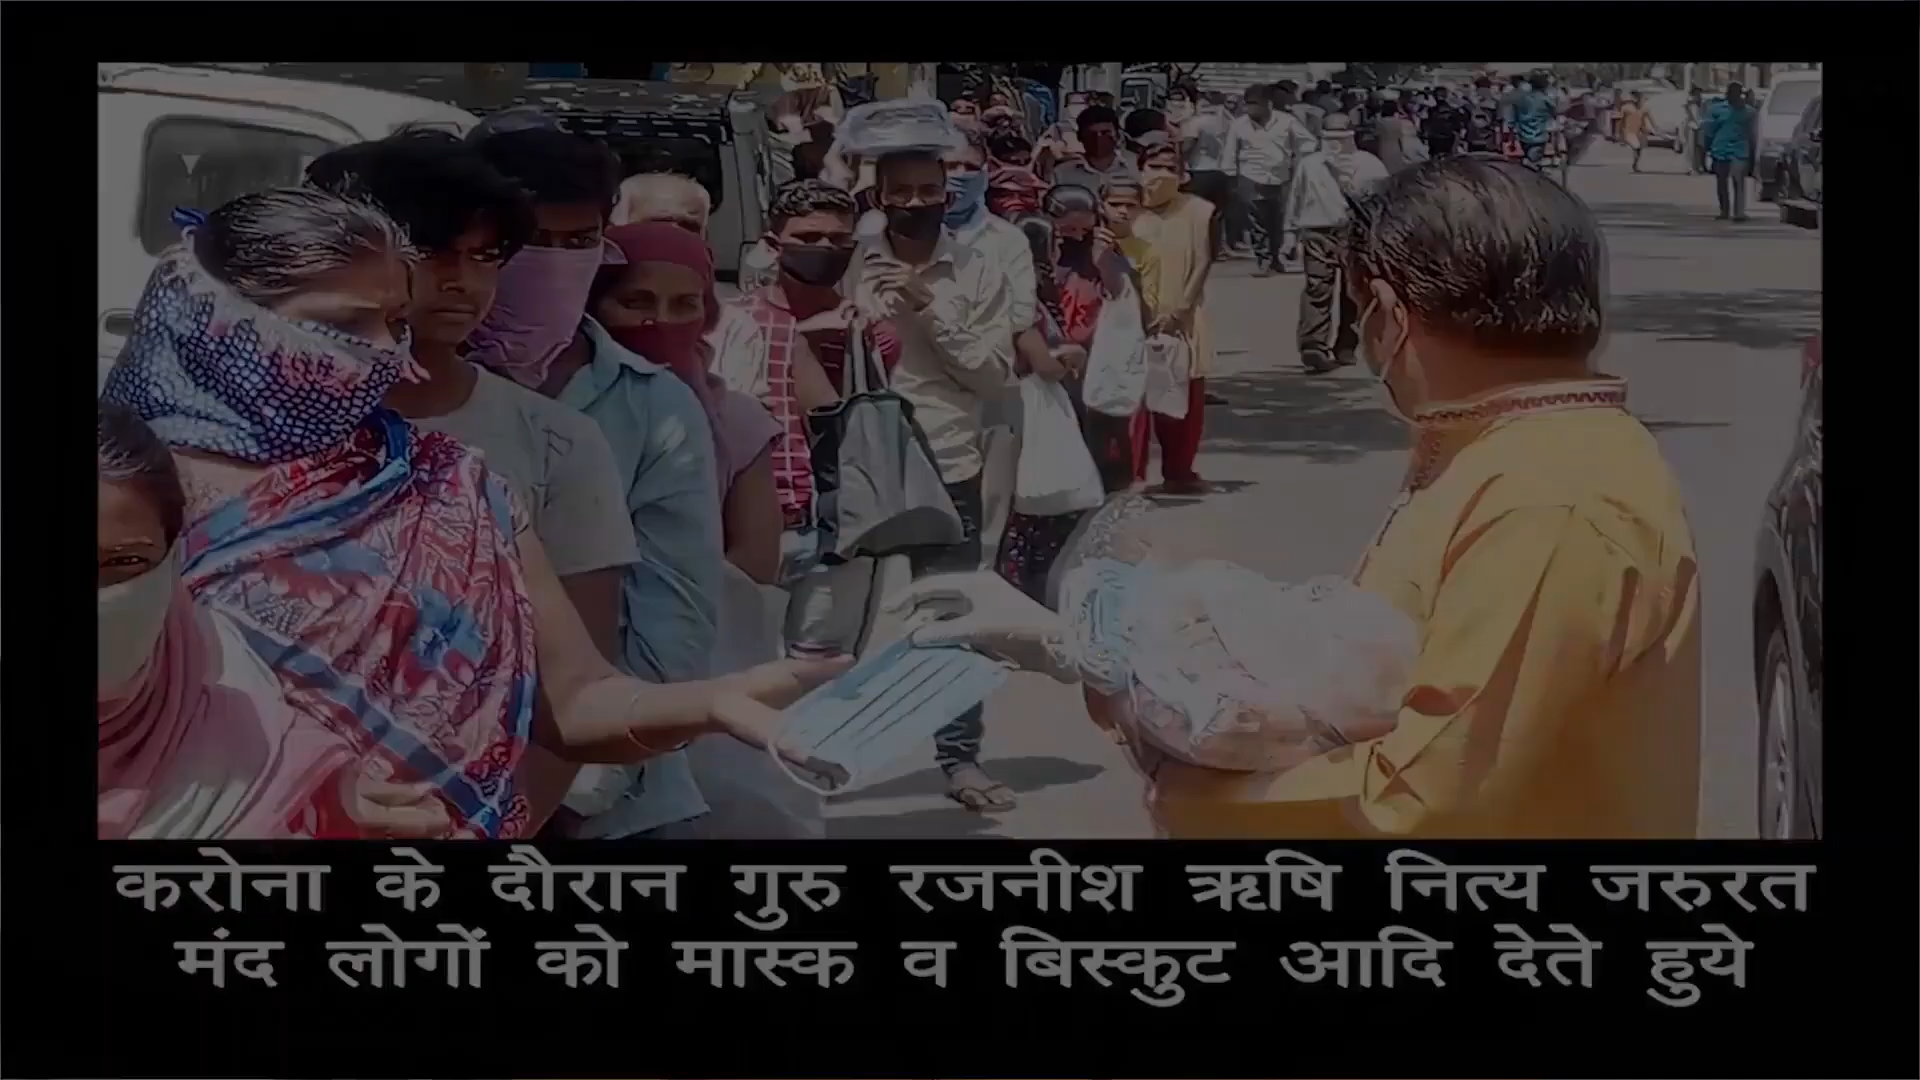 करोना के दौरान गुरु रजनीश ऋषि नित्य जरुरत
मंद लोगों को मास्क व बिस्कुट आदि देते हुये